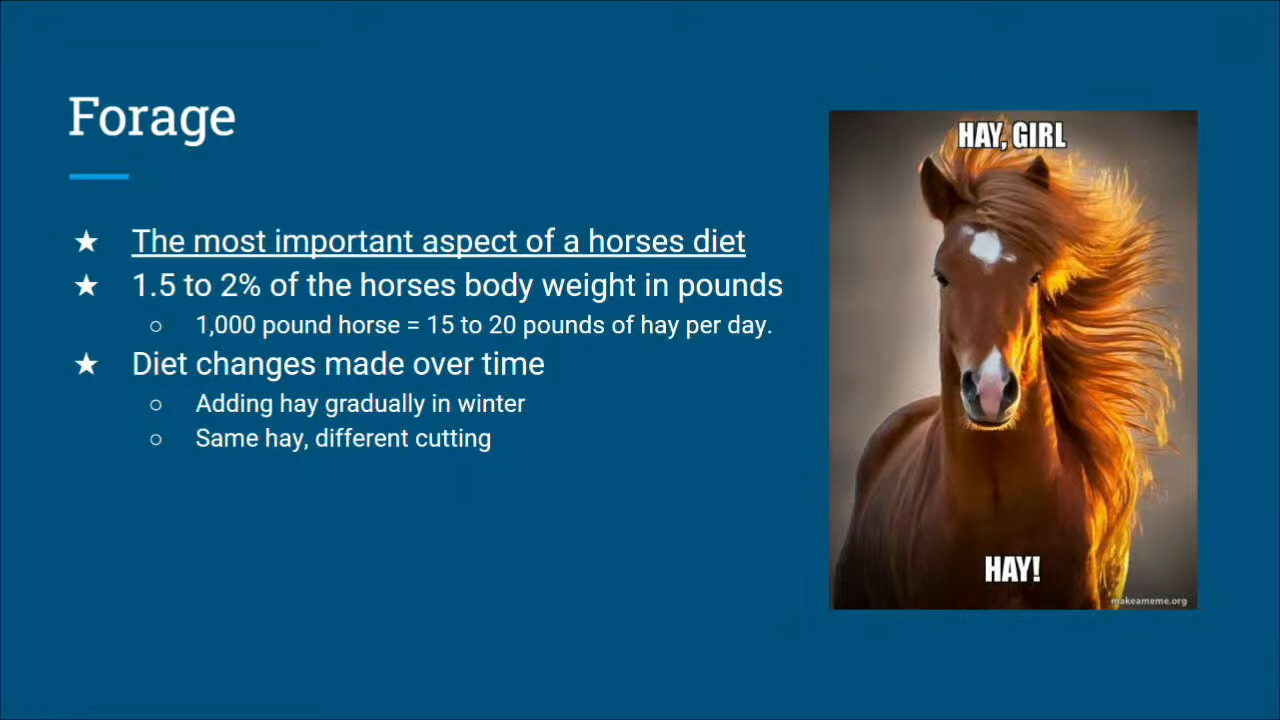 Forage
★ The most important aspect of a horses diet
★ 1.5 to 2% of the horses body weight in pounds
○ 1,000 pound horse = 15 to 20 pounds of hay per day.
★ Diet changes made over time
○ Adding hay gradually in winter
○ Same hay, different cutting
HAY, GIRL
HAY!
makeameme.org